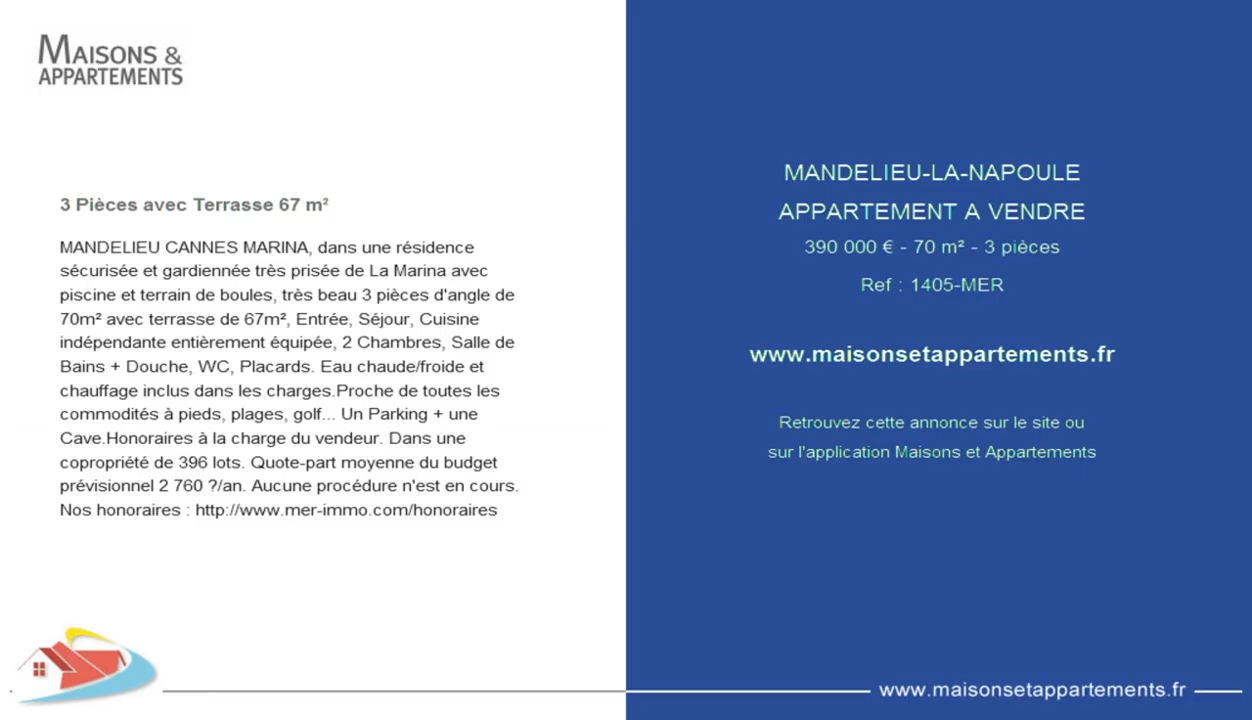 MAISONS &
APPARTEMENTS
3 Pièces avec Terrasse 67 m²
MANDELIEU CANNES MARINA, dans une résidence
sécurisée et gardiennée très prisée de La Marina avec
piscine et terrain de boules, très beau 3 pièces d'angle de
70m² avec terrasse de 67m², Entrée, Séjour, Cuisine
indépendante entièrement équipée, 2 Chambres, Salle de
Bains + Douche, WC, Placards. Eau chaude/froide et
chauffage inclus dans les charges.Proche de toutes les
commodités à pieds, plages, golf... Un Parking + une
Cave.Honoraires à la charge du vendeur. Dans une
copropriété de 396 lots. Quote-part moyenne du budget
prévisionnel 2 760 ?/an. Aucune procédure n'est en cours.
Nos honoraires : http://www.mer-immo.com/honoraires
MANDELIEU-LA-NAPOULE
APPARTEMENT A VENDRE
390 000 € - 70 m² - 3 pièces
Ref : 1405-MER
www.maisonsetappartements.fr
Retrouvez cette annonce sur le site ou
sur l'application Maisons et Appartements
www.maisonsetappartements.fr